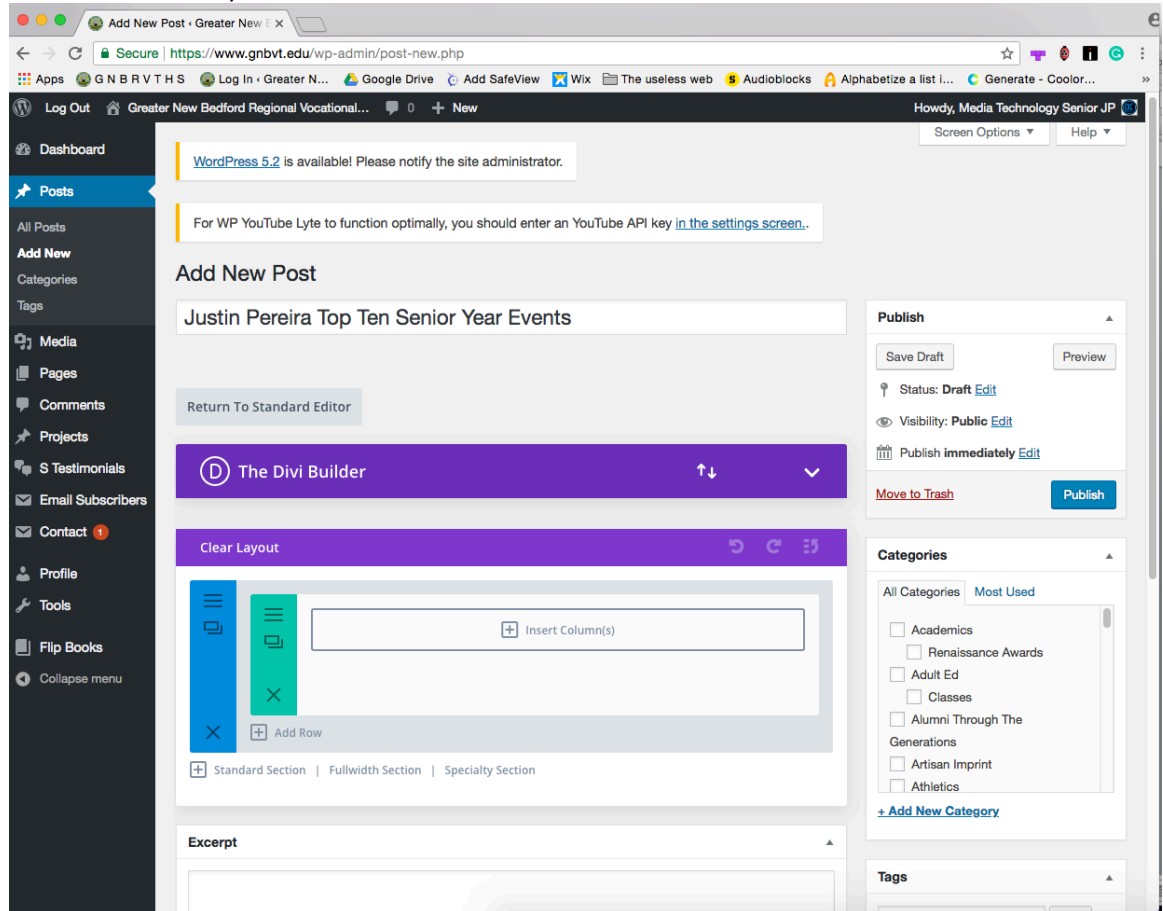 Add New Post ‹ Greater New E
Secure | https://www.gnbvt.edu/wp-admin/post-new.php
Apps G N B R V T H S Log In ‹ Greater N... Google Drive Add SafeView Wix The useless web Audioblocks Alphabetize a list i... Generate - Coolor... »
Log Out Greater New Bedford Regional Vocational... 0 + New Howdy, Media Technology Senior JP
Screen Options ▼ Help ▼
Dashboard
Posts
All Posts
Add New
Categories
Tags
Media
Pages
Comments
Projects
S Testimonials
Email Subscribers
Contact 1
Profile
Tools
Flip Books
Collapse menu
WordPress 5.2 is available! Please notify the site administrator.
For WP YouTube Lyte to function optimally, you should enter an YouTube API key in the settings screen..
Add New Post
Justin Pereira Top Ten Senior Year Events
Return To Standard Editor
D The Divi Builder
Clear Layout
Insert Column(s)
Add Row
Standard Section | Fullwidth Section | Specialty Section
Excerpt
Publish
Save Draft Preview
Status: Draft Edit
Visibility: Public Edit
Publish immediately Edit
Move to Trash Publish
Categories
All Categories Most Used
Academics
Renaissance Awards
Adult Ed
Classes
Alumni Through The
Generations
Artisan Imprint
Athletics
+ Add New Category
Tags